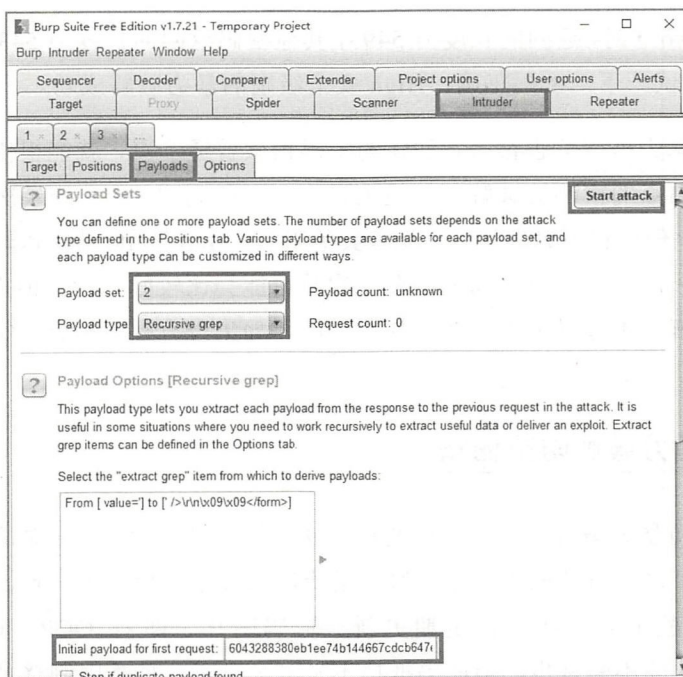 Burp Suite Free Edition v1.7.21 - Temporary Project
Burp Intruder Repeater Window Help
Sequencer Decoder Comparer Extender Project options User options Alerts
Target Proxy Spider Scanner Intruder Repeater
1 × 2 × 3 × ...
Target Positions Payloads Options
? Payload Sets Start attack
You can define one or more payload sets. The number of payload sets depends on the attack
type defined in the Positions tab. Various payload types are available for each payload set, and
each payload type can be customized in different ways.
Payload set: 2 Payload count: unknown
Payload type Recursive grep Request count: 0
? Payload Options [Recursive grep]
This payload type lets you extract each payload from the response to the previous request in the attack. It is
useful in some situations where you need to work recursively to extract useful data or deliver an exploit. Extract
grep items can be defined in the Options tab.
Select the "extract grep" item from which to derive payloads:
From [ value='] to [' />\r\n\x09\x09</form>]
Initial payload for first request: 6043288380eb1ee74b144667cdcb647
Stop if duplicate payload found